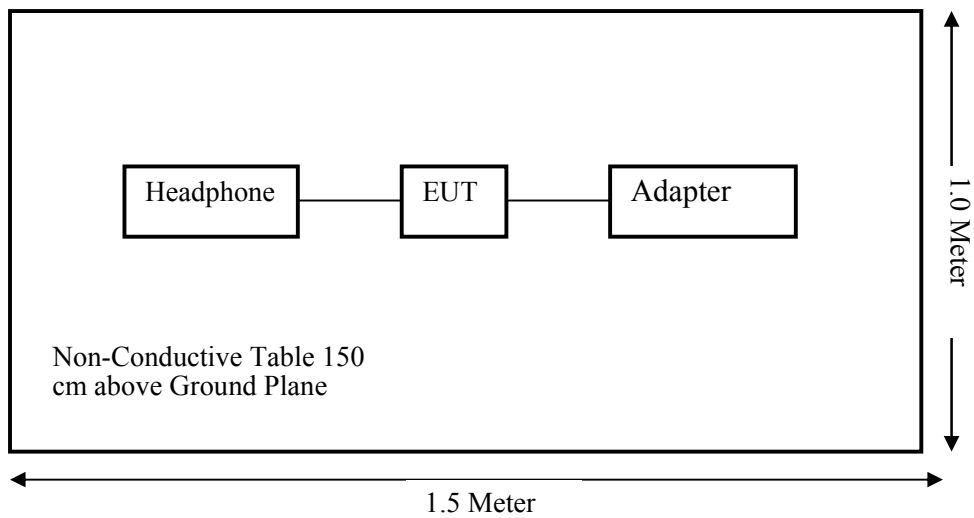 Headphone
EUT
Adapter
1.0 Meter
Non-Conductive Table 150
cm above Ground Plane
1.5 Meter